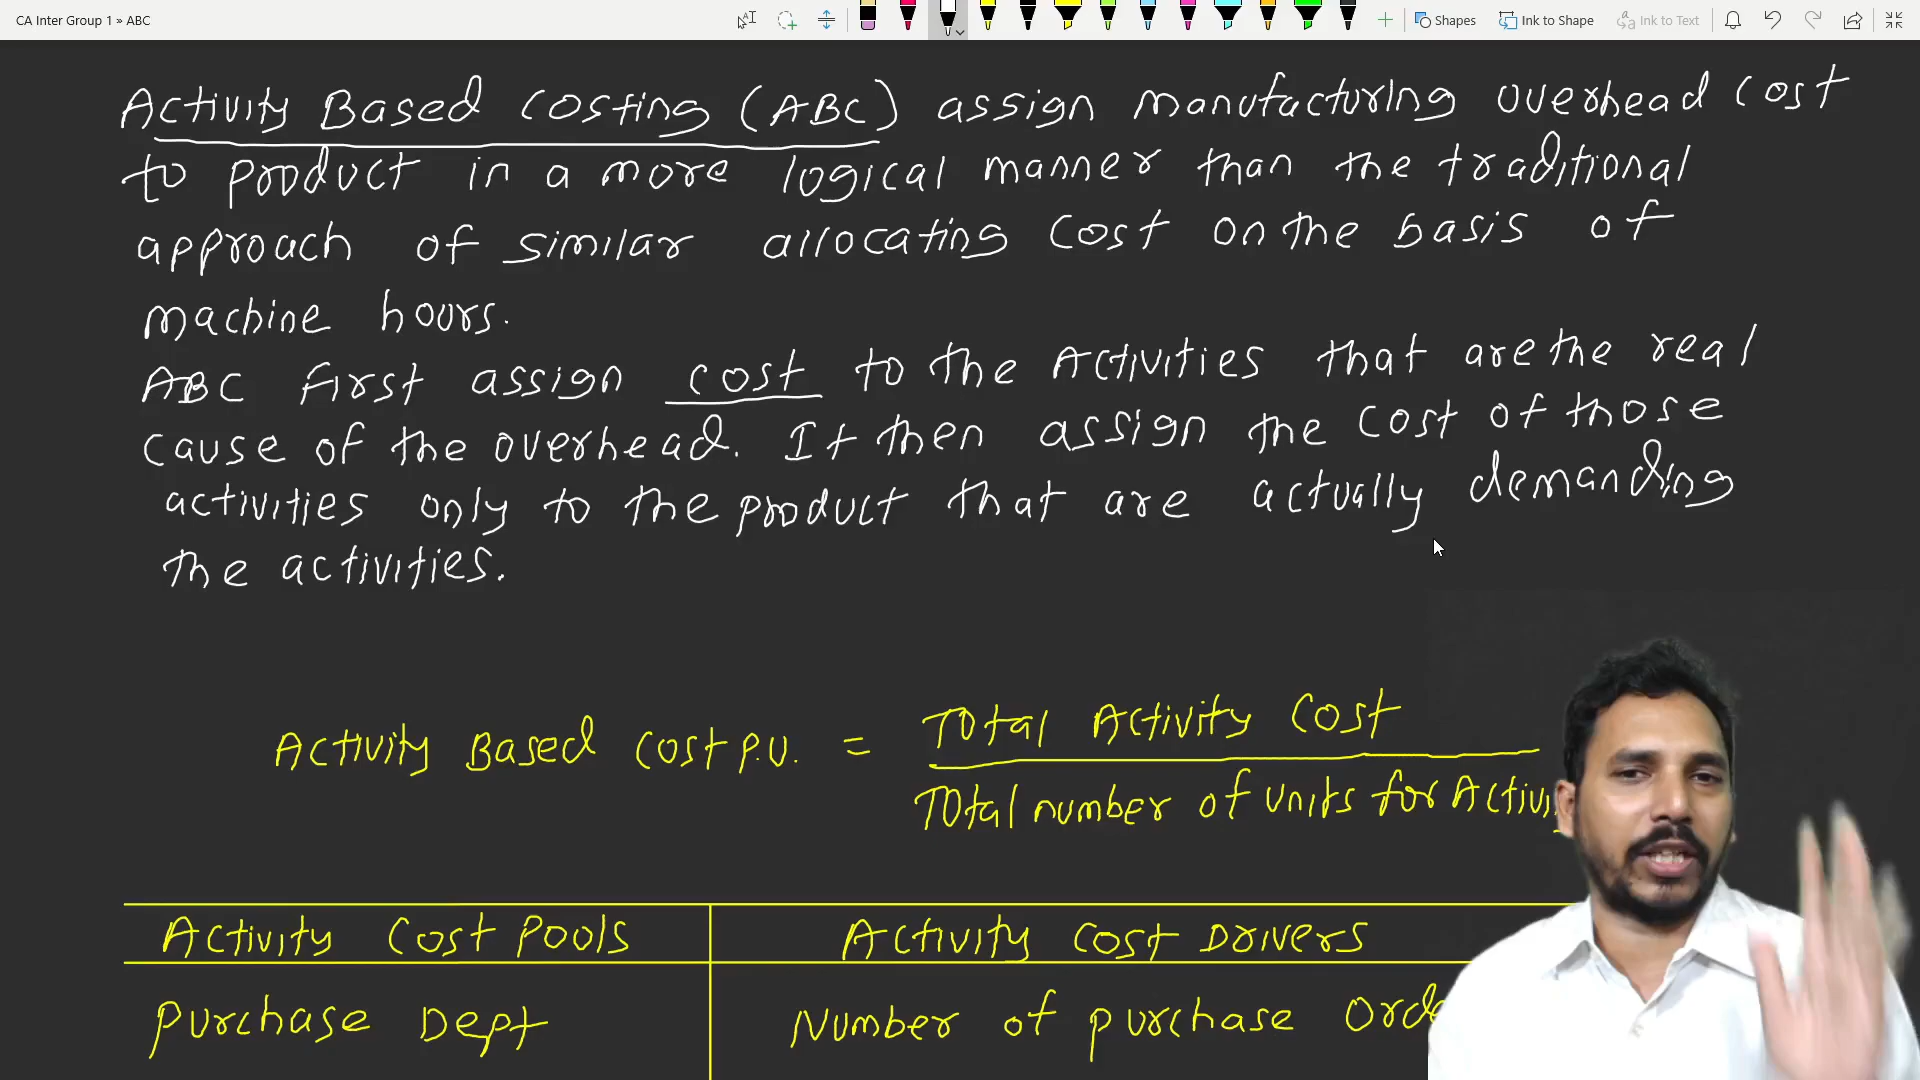 CA Inter Group 1 » ABC
Shapes
Ink to Shape
Ink to Text
Activity Based Costing (ABC) assign manufacturing overhead cost
to product in a more logical manner than the traditional
approach of similar allocating cost on the basis of
machine hours.
ABC first assign cost to the Activities that are the real
cause of the overhead. It then assign the cost of those
activities only to the product that are actually demanding
the activities.
Activity Based Cost P.U. = Total Activity Cost
Total number of units for Activi
Activity Cost Pools Activity Cost Drivers
Purchase Dept Number of purchase Orde